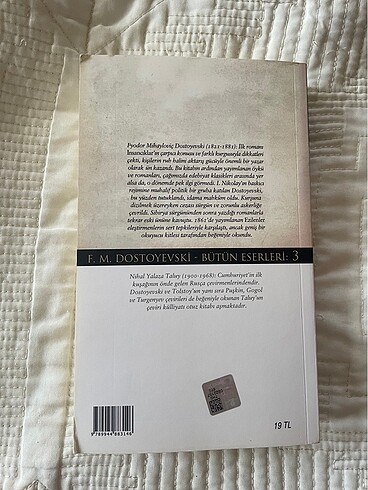 Fyodor Mihayloviç Dostoyevski (1821-1881): İlk romanı
İnsancıklar'ın çarpıcı konusu ve farklı kurgusuyla dikkatleri
çekti, kişilerin ruh halini aktarış gücüyle önemli bir yazar
olarak ün kazandı. Bu kitabın ardından yayımlanan öykü
ve romanları, çağımızda edebiyat klasikleri arasında yer
alsa da, o dönemde pek ilgi görmedi. I. Nikolay'ın baskıcı
rejimine muhalif politik bir gruba katılan Dostoyevski,
bu yüzden tutuklandı, idama mahkûm oldu. Kurşuna
dizilmek üzereyken cezası sürgün ve zorunlu askerliğe
çevrildi. Sibirya sürgününden sonra yazdığı romanlarla
tekrar eski ününe kavuştu. 1861'de yayımlanan Ezilenler
eleştirmenlerin sert tepkileriyle karşılaştı, ancak geniş bir
okuyucu kitlesi tarafından beğeniyle okundu.
F. M. DOSTOYEVSKİ - BÜTÜN ESERLERİ: 3
Nihal Yalaza Taluy (1900-1968): Cumhuriyet'in ilk
kuşağının önde gelen Rusça çevirmenlerindendir.
Dostoyevski ve Tolstoy'un yanı sıra Puşkin, Gogol
ve Turgenyev çevirileri de beğeniyle okunan Taluy'un
çeviri külliyatı otuz kitabı aşmaktadır.
9789944883146
19 TL